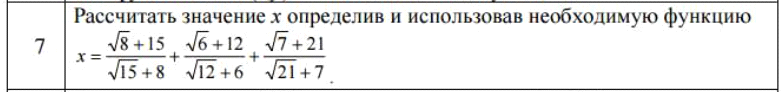 Рассчитать значение x определив и использовав необходимую функцию
7
x = (√8 + 15)/(√15 + 8) + (√6 + 12)/(√12 + 6) + (√7 + 21)/(√21 + 7) .